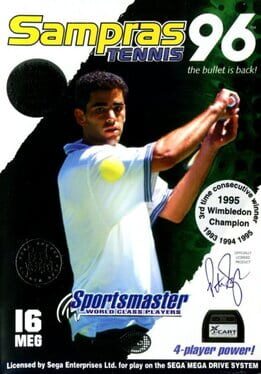 Sampras
TENNIS
96
the bullet is back!
3rd time consecutive winner
1995
Wimbledon
Champion
1993 1994 1995
OFFICIALLY
LICENSED
PRODUCT
Sportsmaster
WORLD CLASS PLAYERS
16
MEG
J-CART
4-player power!
Licensed by Sega Enterprises Ltd. for play on the SEGA MEGA DRIVE SYSTEM